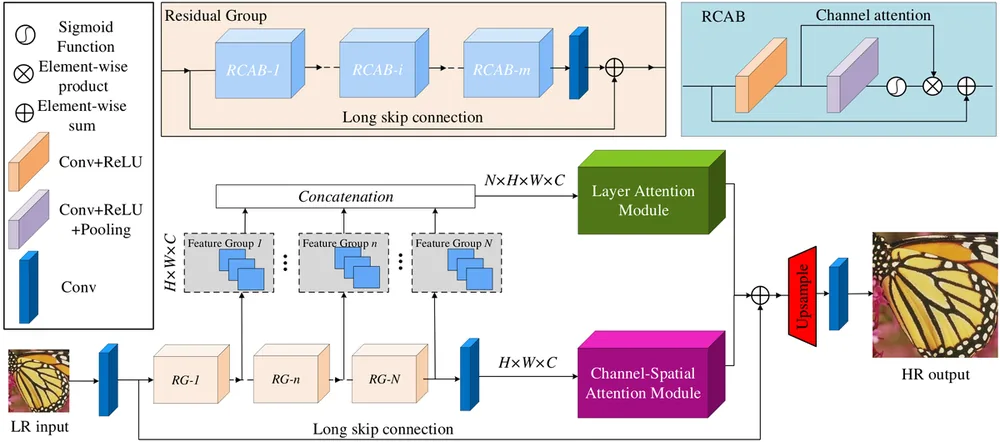 Sigmoid
Function
Element-wise
product
Element-wise
sum
Conv+ReLU
Conv+ReLU
+Pooling
Conv
Residual Group
RCAB-1
RCAB-i
RCAB-m
Long skip connection
RCAB
Channel attention
Concatenation
N×H×W×C
Layer Attention
Module
H×W×C
Feature Group 1
Feature Group n
Feature Group N
RG-1
RG-n
RG-N
H×W×C
Channel-Spatial
Attention Module
Upsample
LR input
Long skip connection
HR output